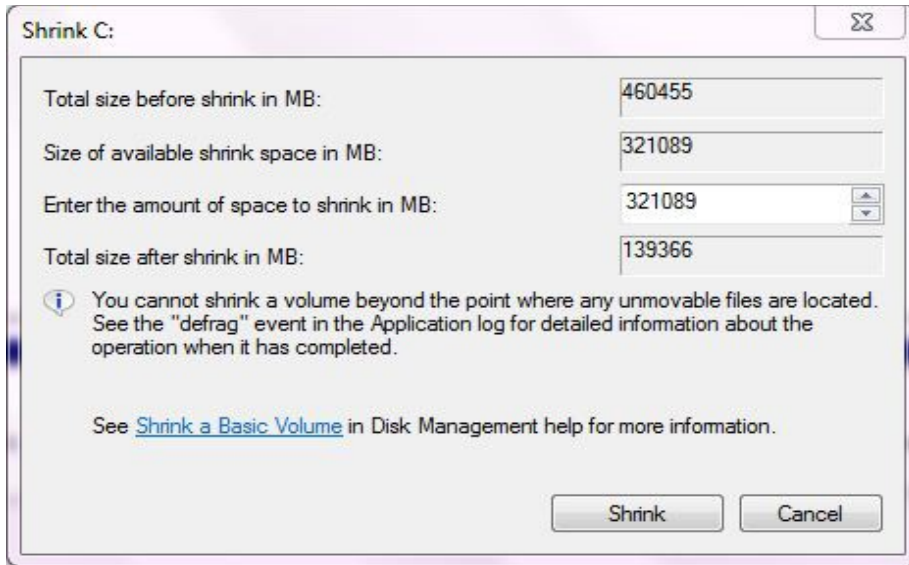 Shrink C:
Total size before shrink in MB: 460455
Size of available shrink space in MB: 321089
Enter the amount of space to shrink in MB: 321089
Total size after shrink in MB: 139366
You cannot shrink a volume beyond the point where any unmovable files are located.
See the "defrag" event in the Application log for detailed information about the
operation when it has completed.
See Shrink a Basic Volume in Disk Management help for more information.
Shrink Cancel